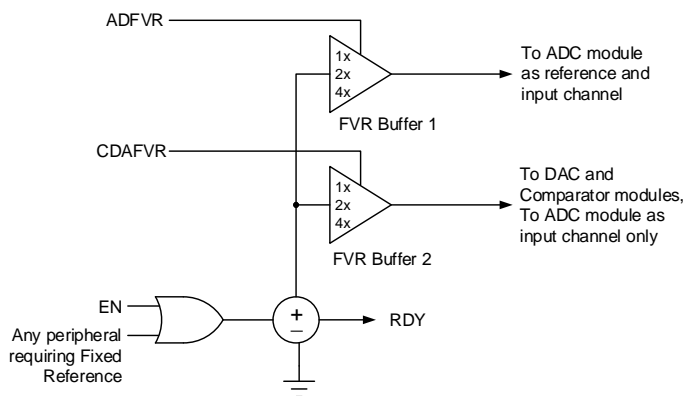 ADFVR
1x
2x
4x
FVR Buffer 1
To ADC module
as reference and
input channel
CDAFVR
1x
2x
4x
FVR Buffer 2
To DAC and
Comparator modules,
To ADC module as
input channel only
EN
Any peripheral
requiring Fixed
Reference
+
–
RDY